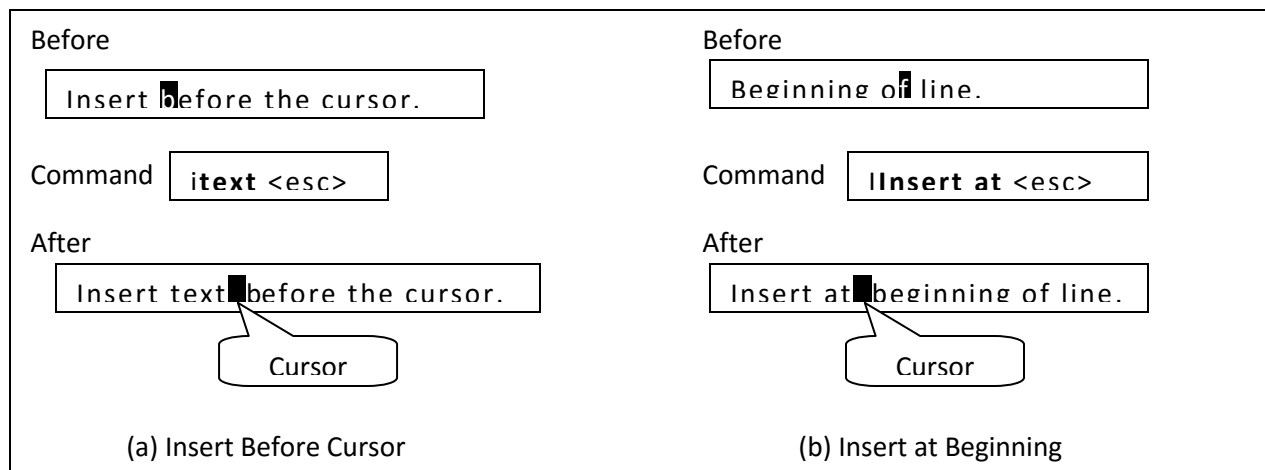 Before
Insert before the cursor.
Command itext <esc>
After
Insert text before the cursor.
Cursor
(a) Insert Before Cursor
Before
Beginning of line.
Command IInsert at <esc>
After
Insert at beginning of line.
Cursor
(b) Insert at Beginning